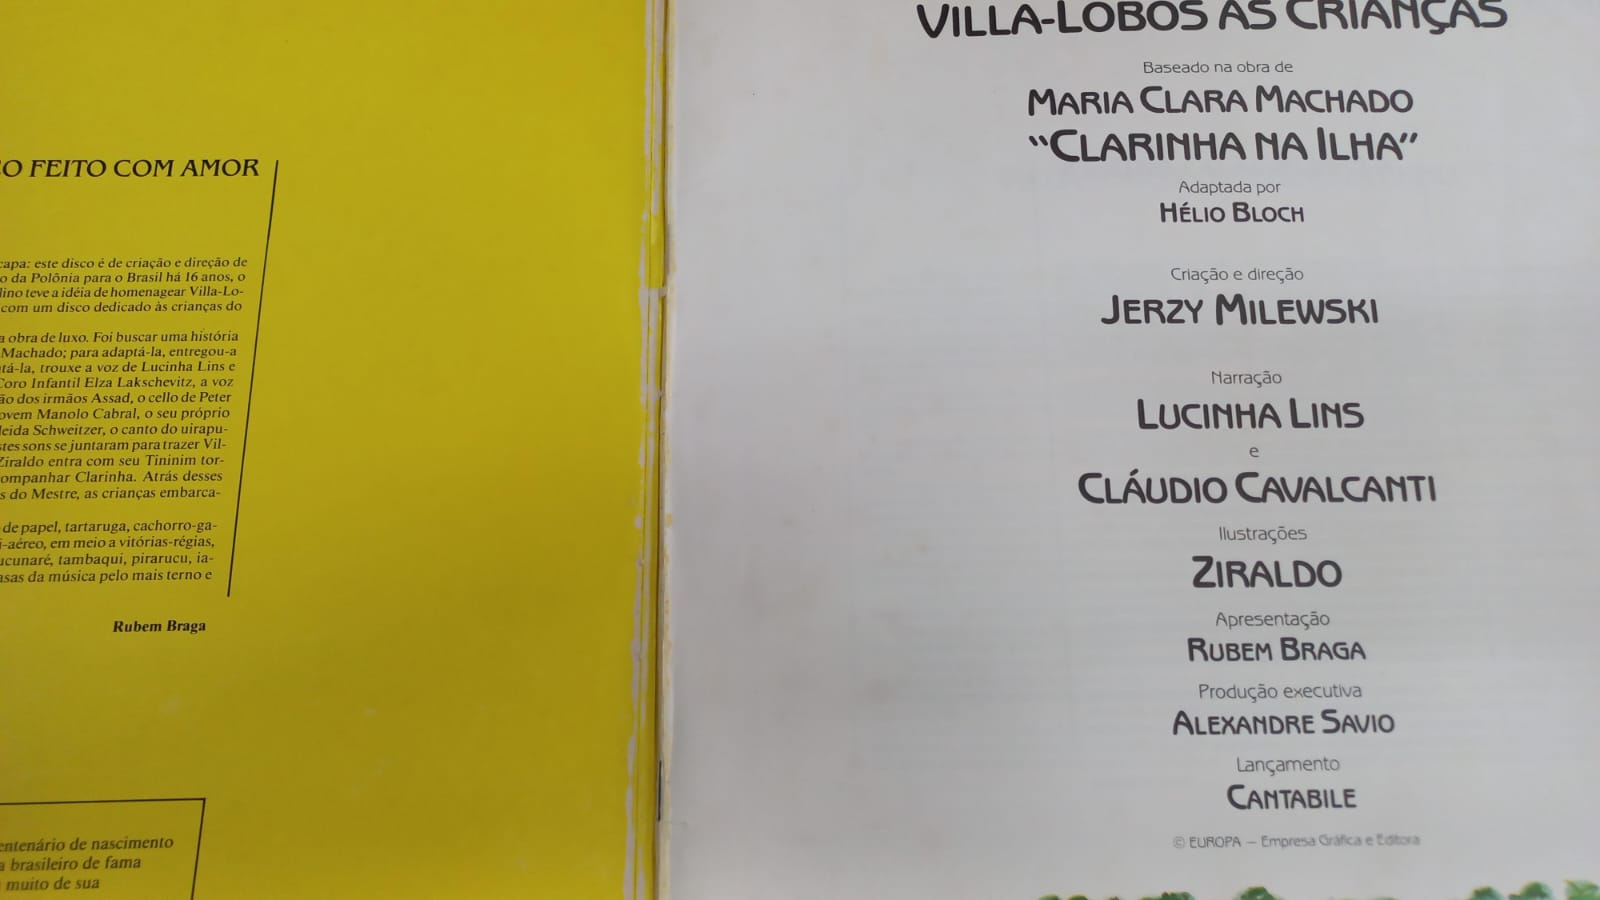 O FEITO COM AMOR
capa: este disco é de criação e direção de
o da Polônia para o Brasil há 16 anos, o
lino teve a idéia de homenagear Villa-Lo-
com um disco dedicado às crianças do
a obra de luxo. Foi buscar uma história
Machado; para adaptá-la, entregou-a
tá-la, trouxe a voz de Lucinha Lins e
Coro Infantil Elza Lakschevitz, a voz
ão dos irmãos Assad, o cello de Peter
ovem Manolo Cabral, o seu próprio
leida Schweitzer, o canto do uirapu-
stes sons se juntaram para trazer Vil-
Ziraldo entra com seu Tininim tor-
ompanhar Clarinha. Atrás desses
s do Mestre, as crianças embarca-
de papel, tartaruga, cachorro-ga-
i-aéreo, em meio a vitórias-régias,
ucunaré, tambaqui, pirarucu, ia-
asas da música pelo mais terno e
Rubem Braga
entenário de nascimento
a brasileiro de fama
muito de sua
VILLA-LOBOS ÀS CRIANÇAS
Baseado na obra de
MARIA CLARA MACHADO
“CLARINHA NA ILHA”
Adaptada por
HÉLIO BLOCH
Criação e direção
JERZY MILEWSKI
Narração
LUCINHA LINS
e
CLÁUDIO CAVALCANTI
Ilustrações
ZIRALDO
Apresentação
RUBEM BRAGA
Produção executiva
ALEXANDRE SAVIO
Lançamento
CANTABILE
© EUROPA — Empresa Gráfica e Editora